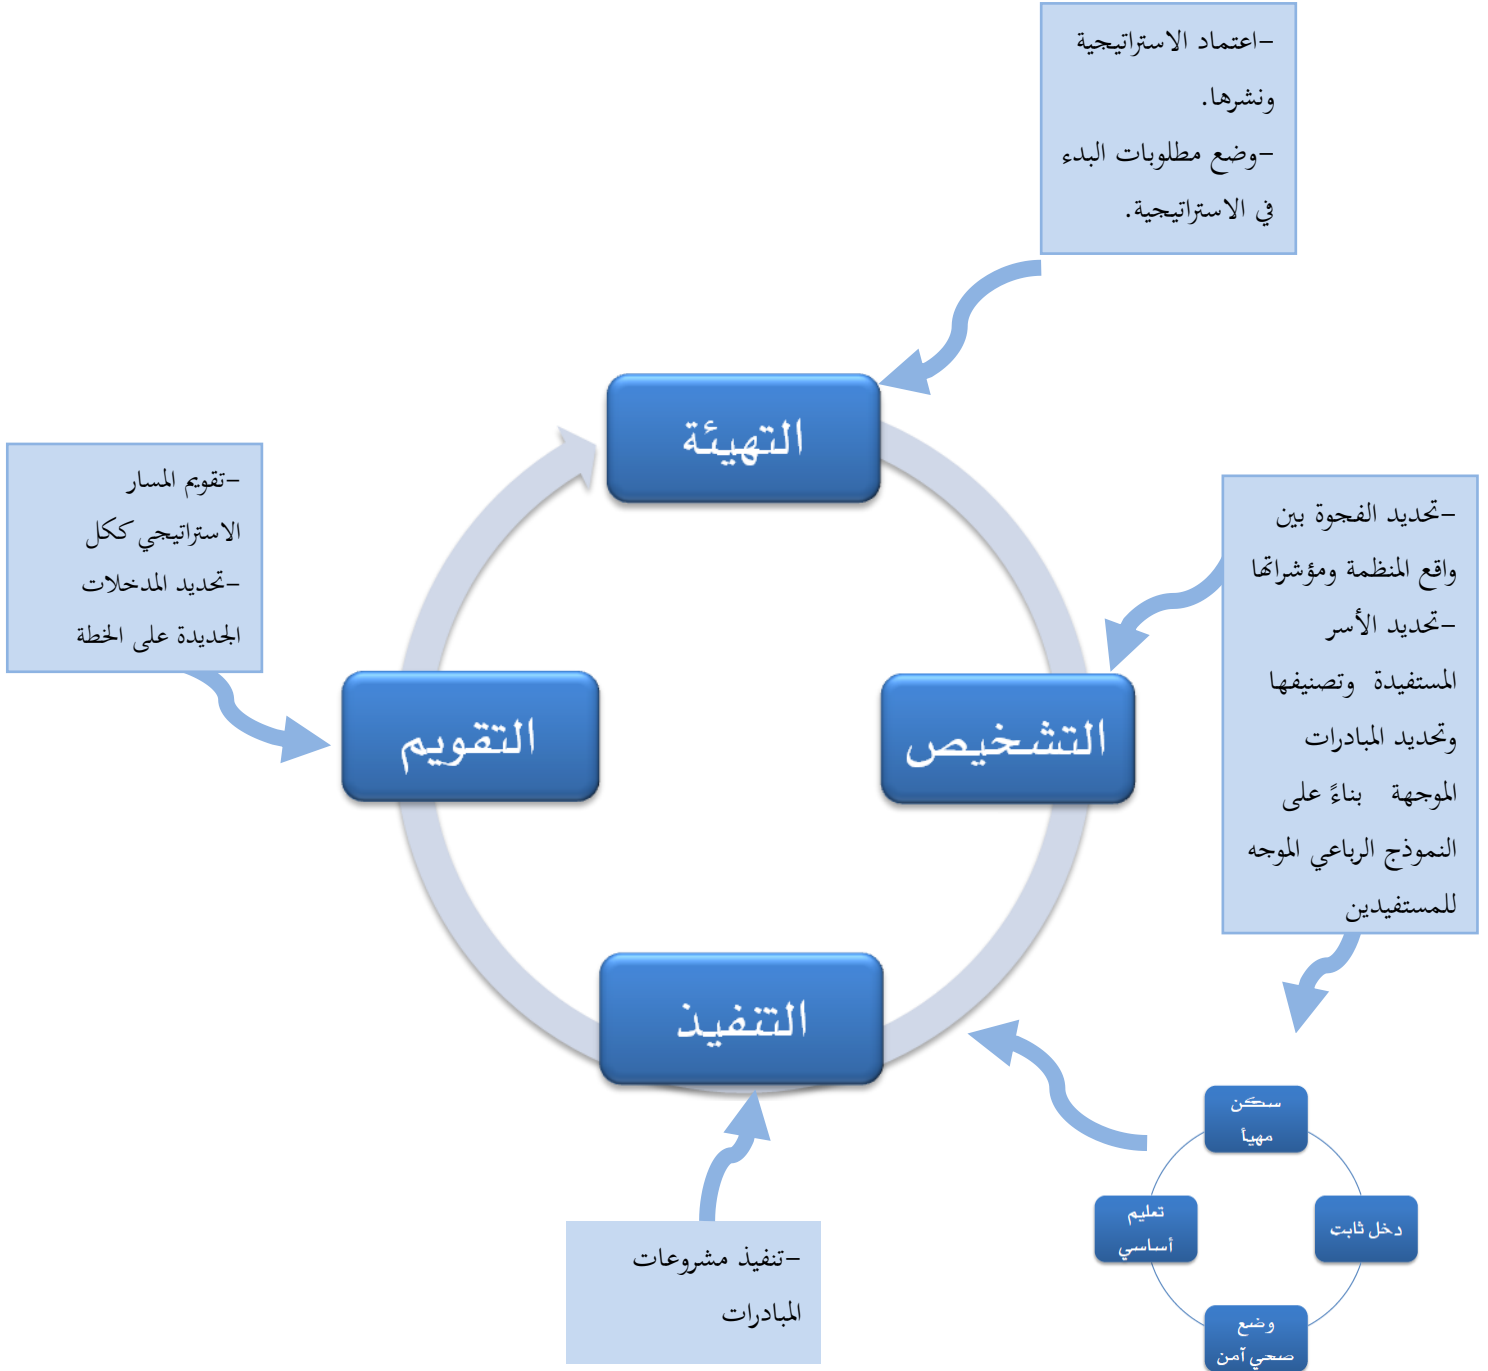 -اعتماد الاستراتيجية
ونشرها.
-وضع مطلوبات البدء
في الاستراتيجية.
التهيئة
-تحديد الفجوة بين
واقع المنظمة ومؤشراتها
-تحديد الأسر
المستفيدة وتصنيفها
وتحديد المبادرات
الموجهة بناءً على
النموذج الرباعي الموجه
للمستفيدين
التشخيص
-تقويم المسار
الاستراتيجي ككل
-تحديد المدخلات
الجديدة على الخطة
التقويم
التنفيذ
-تنفيذ مشروعات
المبادرات
سكن
مهيأ
دخل ثابت
تعليم
أساسي
وضع
صحي آمن